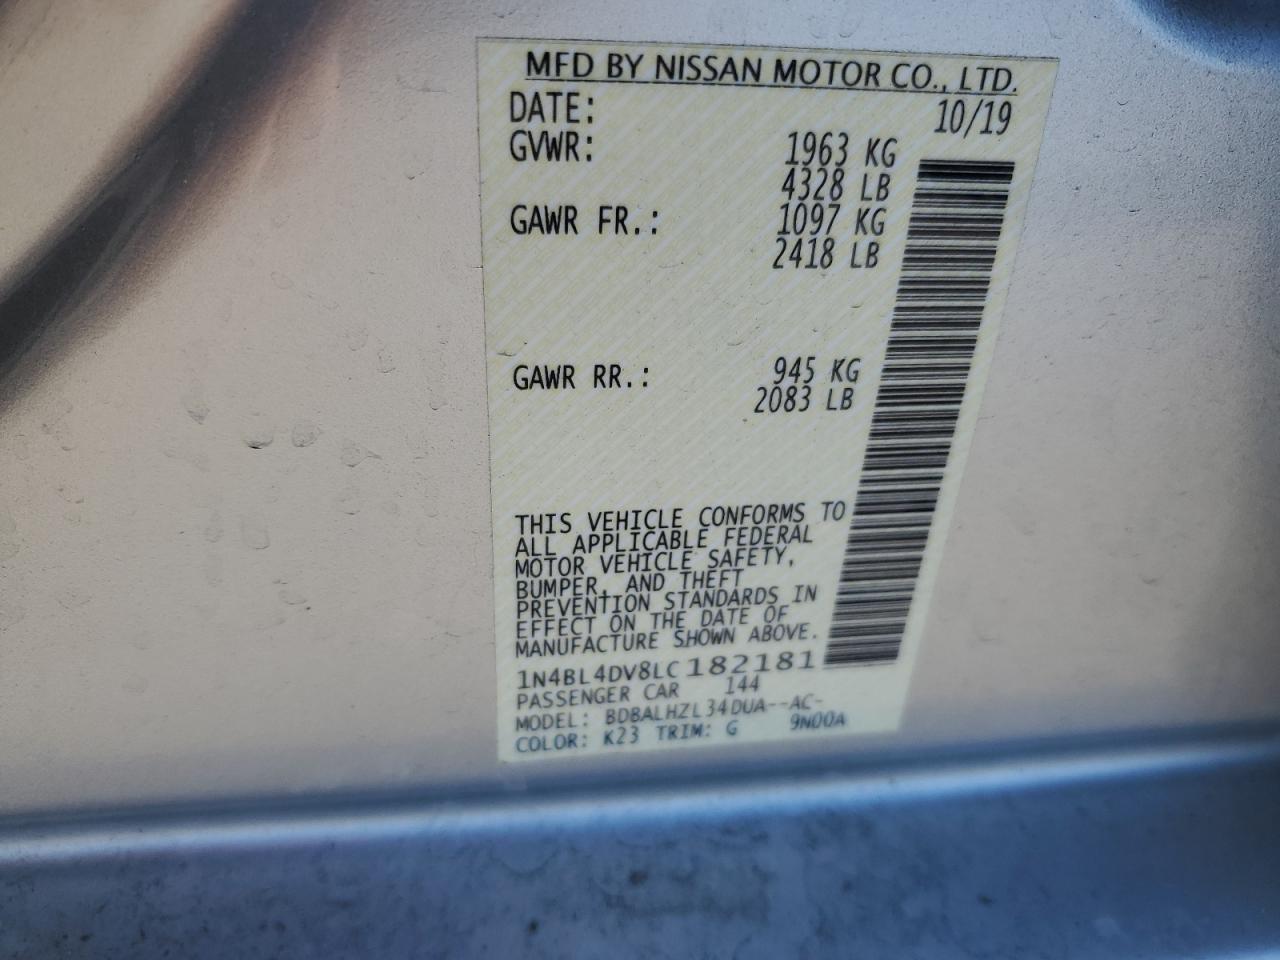 MFD BY NISSAN MOTOR CO., LTD.
DATE: 10/19
GVWR: 1963 KG
4328 LB
GAWR FR.: 1097 KG
2418 LB
GAWR RR.: 945 KG
2083 LB
THIS VEHICLE CONFORMS TO
ALL APPLICABLE FEDERAL
MOTOR VEHICLE SAFETY,
BUMPER, AND THEFT
PREVENTION STANDARDS IN
EFFECT ON THE DATE OF
MANUFACTURE SHOWN ABOVE.
1N4BL4DV8LC182181
PASSENGER CAR 144
MODEL: BDBALHZL34DUA--AC-
COLOR: K23 TRIM: G 9N00A